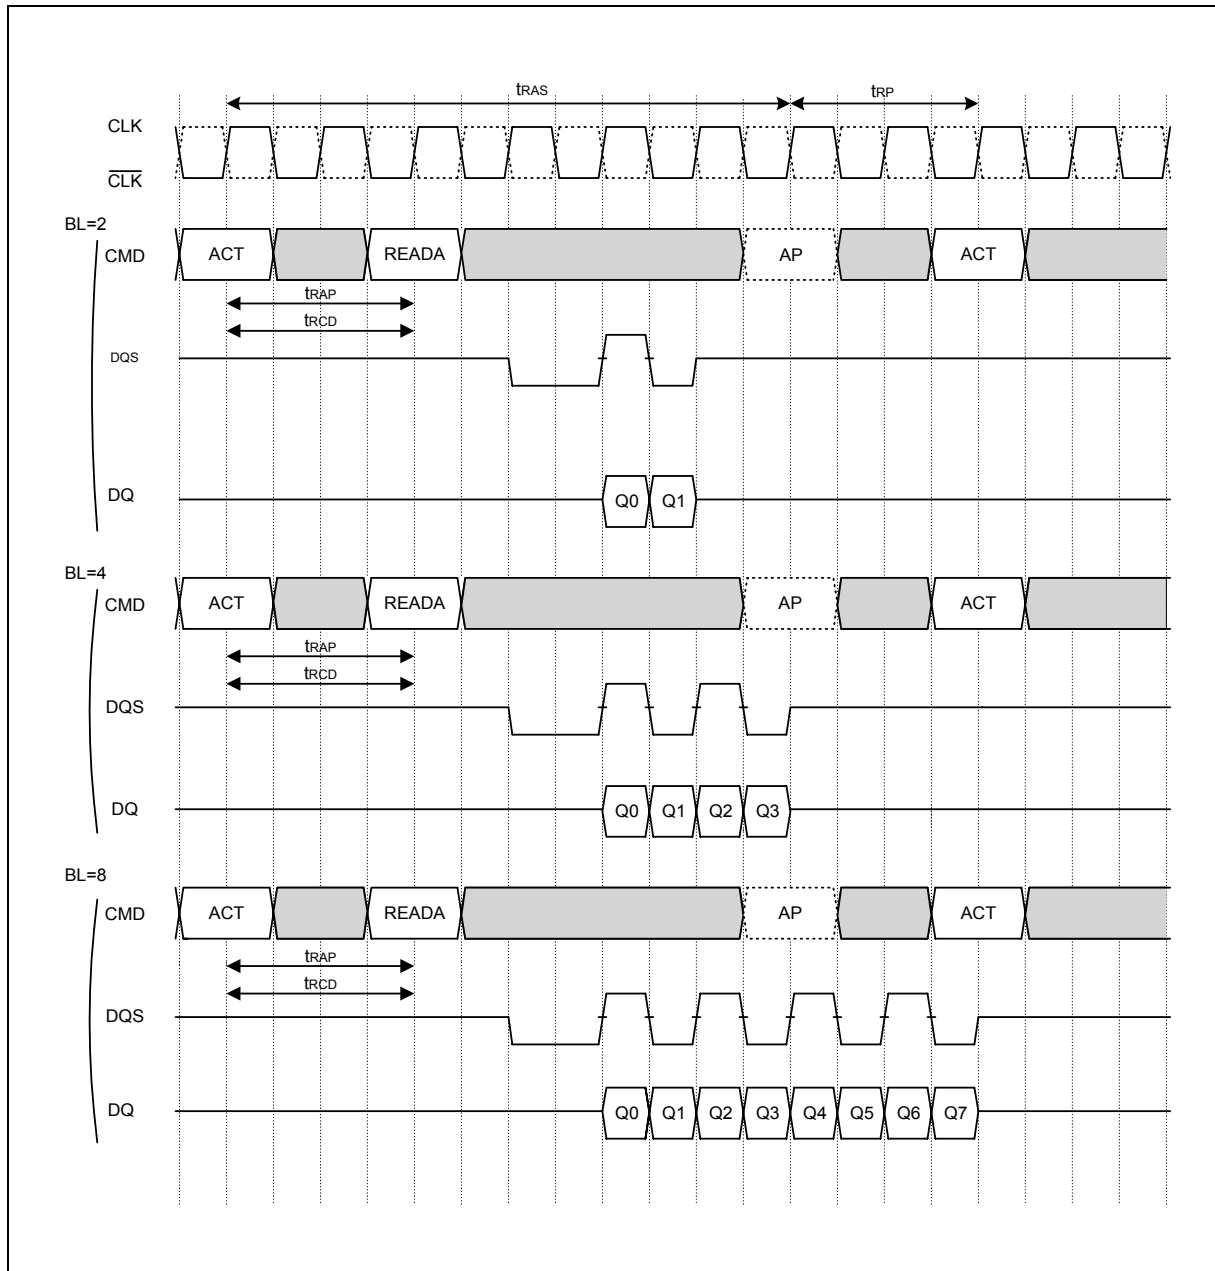 tRAS tRP
CLK
CLK
BL=2
CMD ACT READA AP ACT
tRAP
tRCD
DQS
DQ Q0 Q1
BL=4
CMD ACT READA AP ACT
tRAP
tRCD
DQS
DQ Q0 Q1 Q2 Q3
BL=8
CMD ACT READA AP ACT
tRAP
tRCD
DQS
DQ Q0 Q1 Q2 Q3 Q4 Q5 Q6 Q7